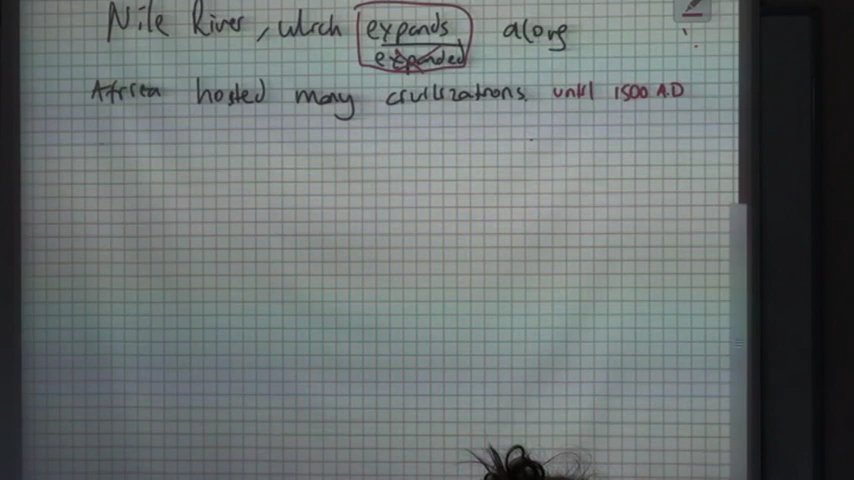 Nile River, which expands along
expanded
Africa hosted many civilizations until 1500 A.D